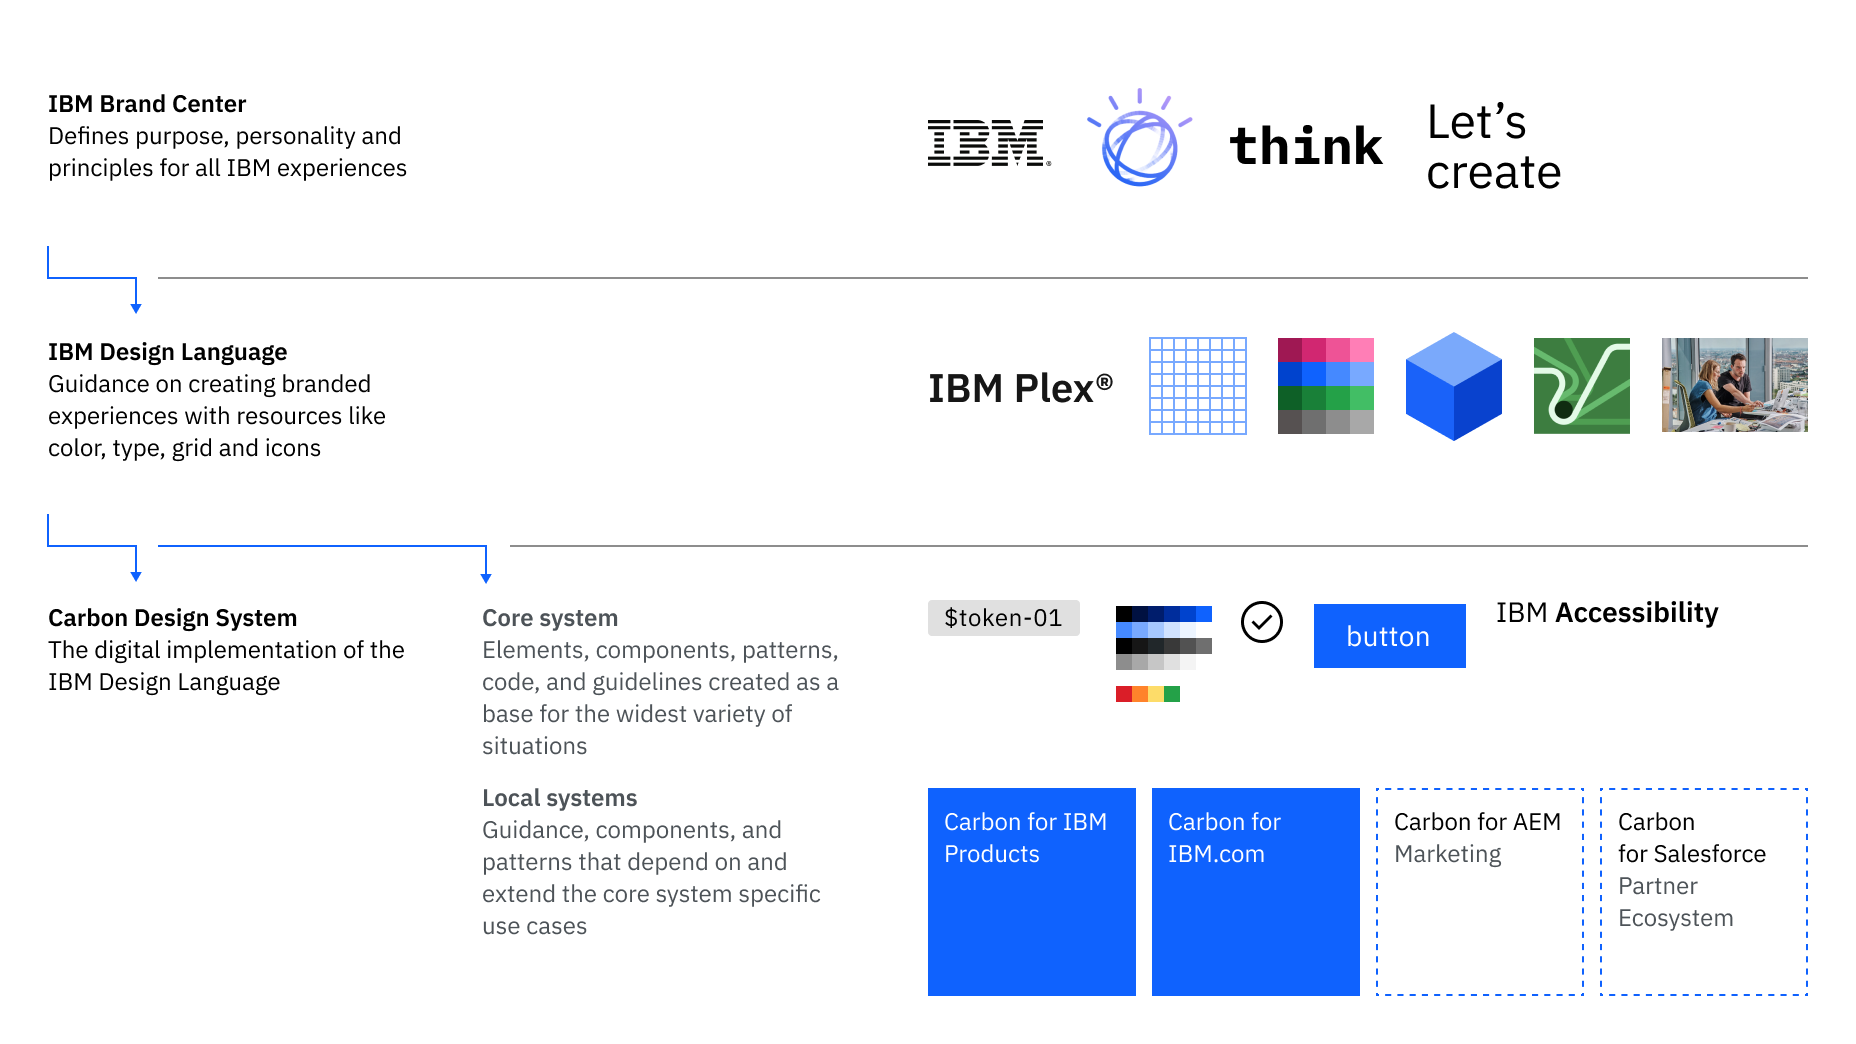 IBM Brand Center
Defines purpose, personality and
principles for all IBM experiences
IBM®
think
Let’s
create
IBM Design Language
Guidance on creating branded
experiences with resources like
color, type, grid and icons
IBM Plex®
Carbon Design System
The digital implementation of the
IBM Design Language
Core system
Elements, components, patterns,
code, and guidelines created as a
base for the widest variety of
situations
$token-01
button
IBM Accessibility
Local systems
Guidance, components, and
patterns that depend on and
extend the core system specific
use cases
Carbon for IBM
Products
Carbon for
IBM.com
Carbon for AEM
Marketing
Carbon
for Salesforce
Partner
Ecosystem